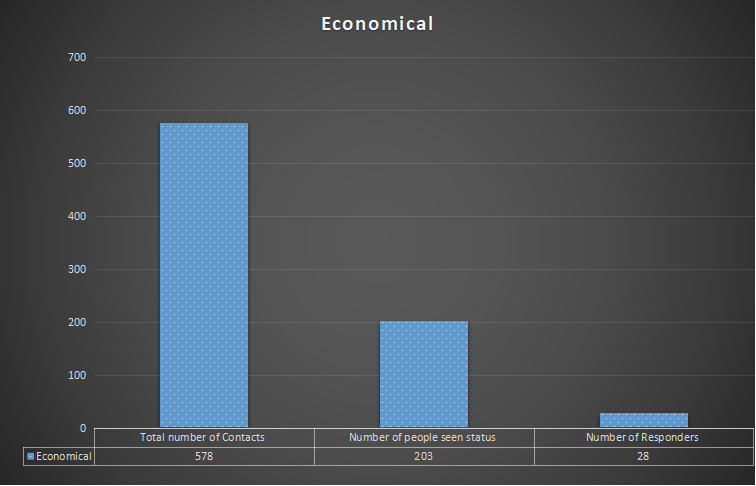 Economical
700
600
500
400
300
200
100
0
Total number of Contacts Number of people seen status Number of Responders
Economical 578 203 28